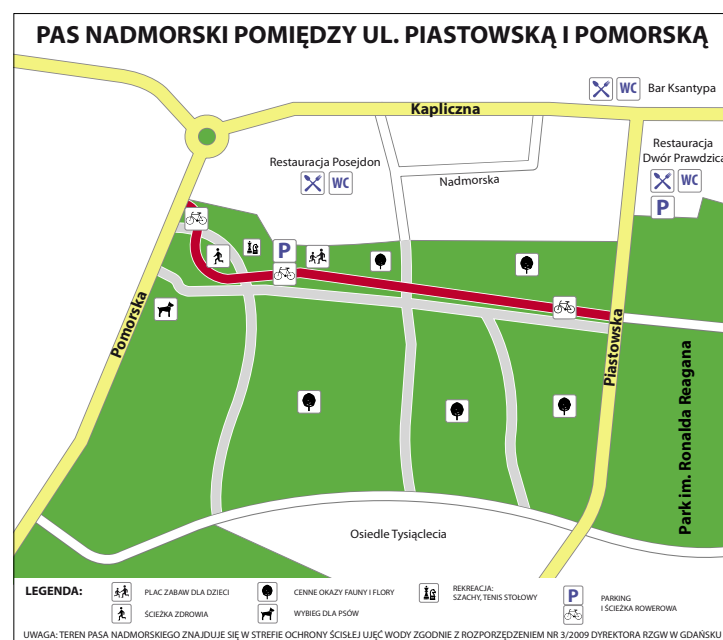 PAS NADMORSKI POMIĘDZY UL. PIASTOWSKĄ I POMORSKĄ
WC
Bar Ksantypa
Kapliczna
Restauracja
Dwór Prawdzica
WC
P
Restauracja Posejdon
WC
Nadmorska
P
Pomorska
Piastowska
Park im. Ronalda Reagana
Osiedle Tysiąclecia
LEGENDA:
PLAC ZABAW DLA DZIECI
CENNE OKAZY FAUNY I FLORY
REKREACJA:
SZACHY, TENIS STOŁOWY
P
PARKING
I ŚCIEŻKA ROWEROWA
ŚCIEŻKA ZDROWIA
WYBIEG DLA PSÓW
UWAGA: TEREN PASA NADMORSKIEGO ZNAJDUJE SIĘ W STREFIE OCHRONY ŚCISŁEJ UJĘĆ WODY ZGODNIE Z ROZPORZĄDZENIEM NR 3/2009 DYREKTORA RZGW W GDAŃSKU